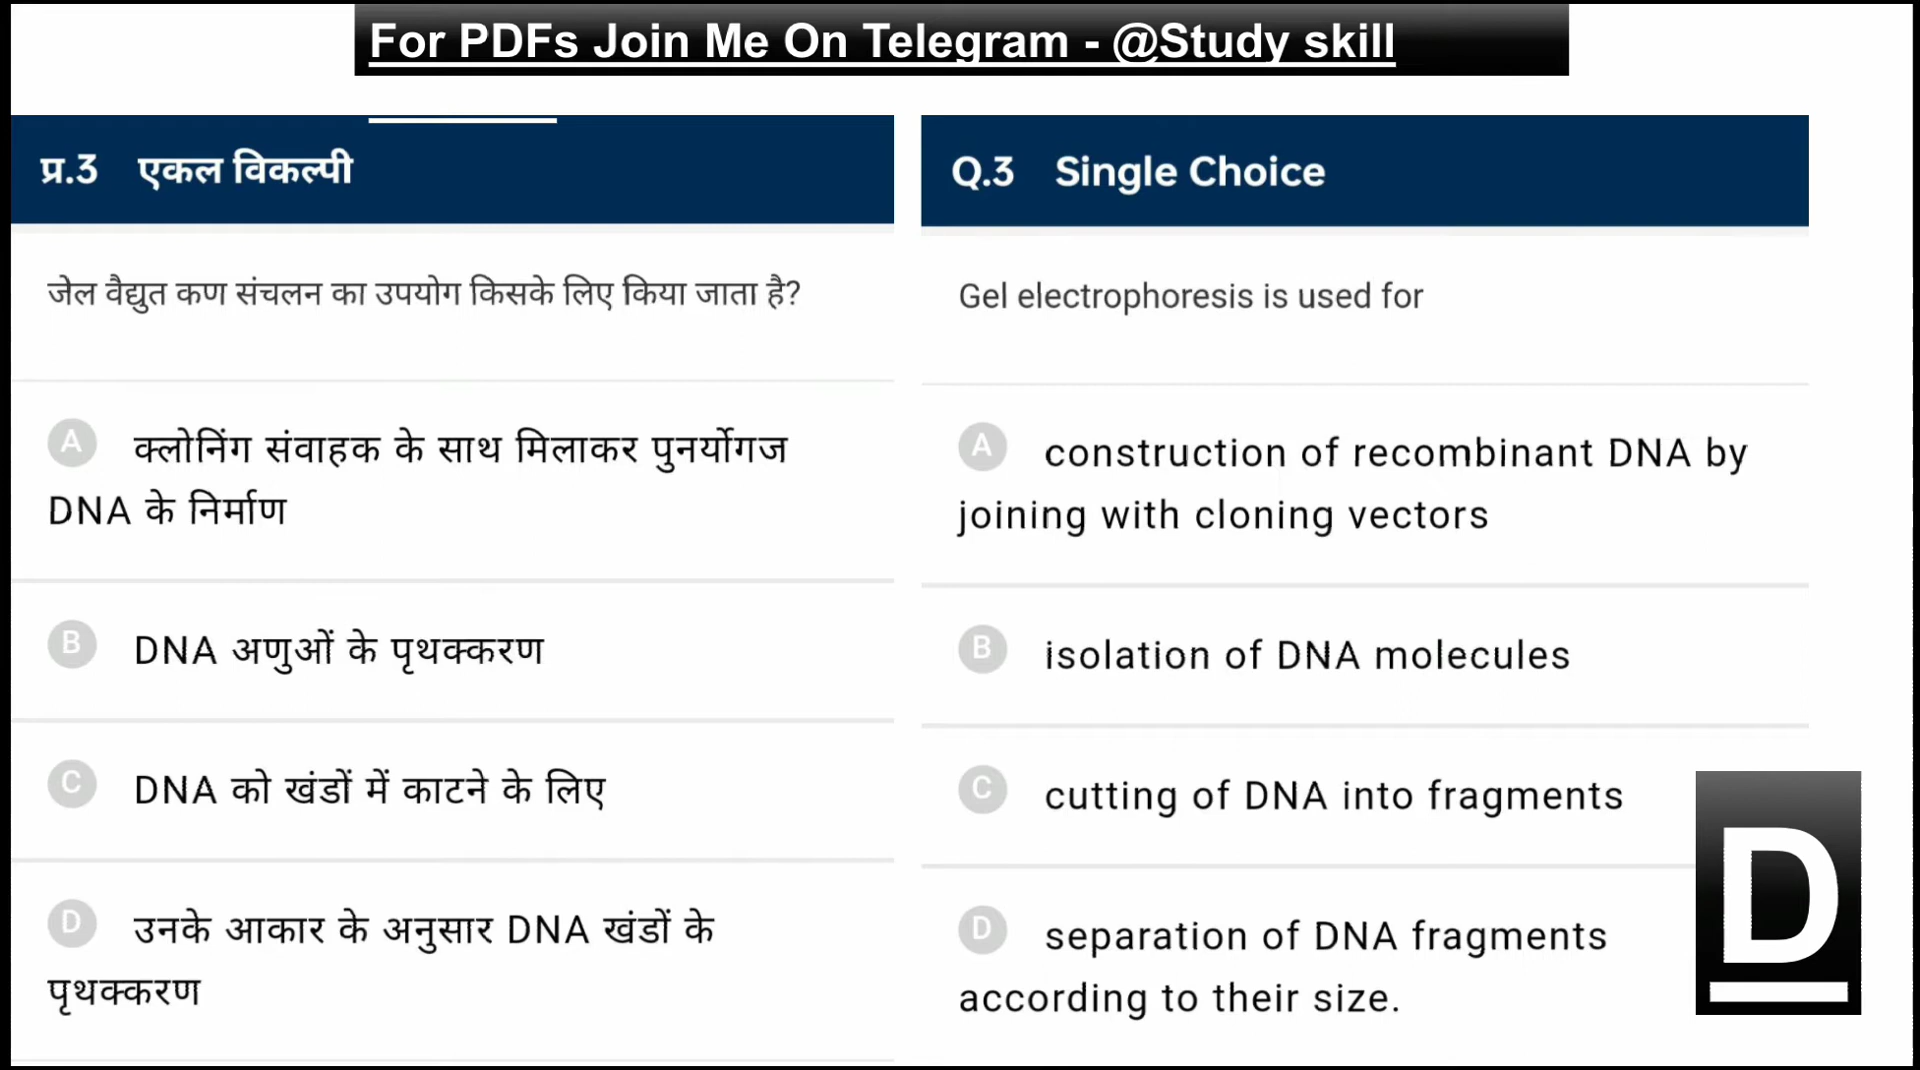 For PDFs Join Me On Telegram - @Study skill
प्र.3 एकल विकल्पी
जेल वैद्युत कण संचलन का उपयोग किसके लिए किया जाता है?
A क्लोनिंग संवाहक के साथ मिलाकर पुनर्योगज
DNA के निर्माण
B DNA अणुओं के पृथक्करण
C DNA को खंडों में काटने के लिए
D उनके आकार के अनुसार DNA खंडों के
पृथक्करण
Q.3 Single Choice
Gel electrophoresis is used for
A construction of recombinant DNA by
joining with cloning vectors
B isolation of DNA molecules
C cutting of DNA into fragments
D separation of DNA fragments
according to their size.
D